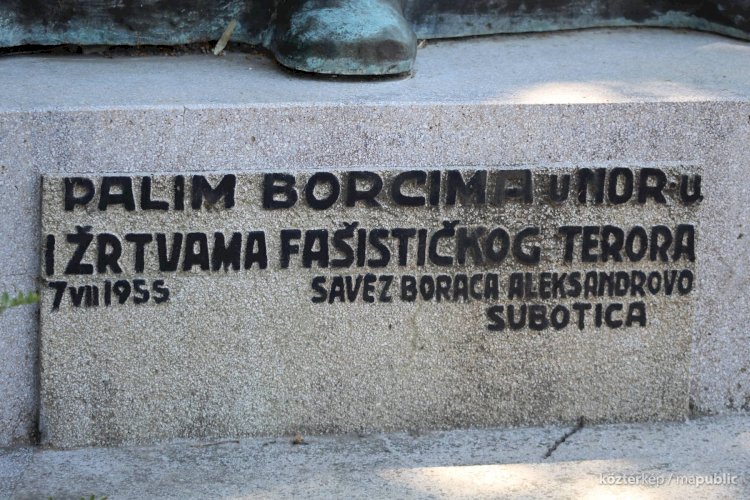 PALIM BORCIMA u NOR-u
I ŽRTVAMA FAŠISTIČKOG TERORA
7 VII 1955 SAVEZ BORACA ALEKSANDROVO
SUBOTICA
kozterkep / mapublic